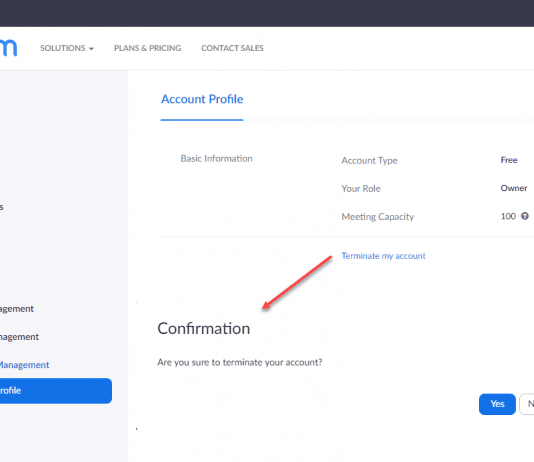 m
SOLUTIONS PLANS & PRICING CONTACT SALES
Account Profile
Basic Information
Account Type Free
Your Role Owner
Meeting Capacity 100
Terminate my account
s
agement
nagement
Management
rofile
Confirmation
Are you sure to terminate your account?
Yes N